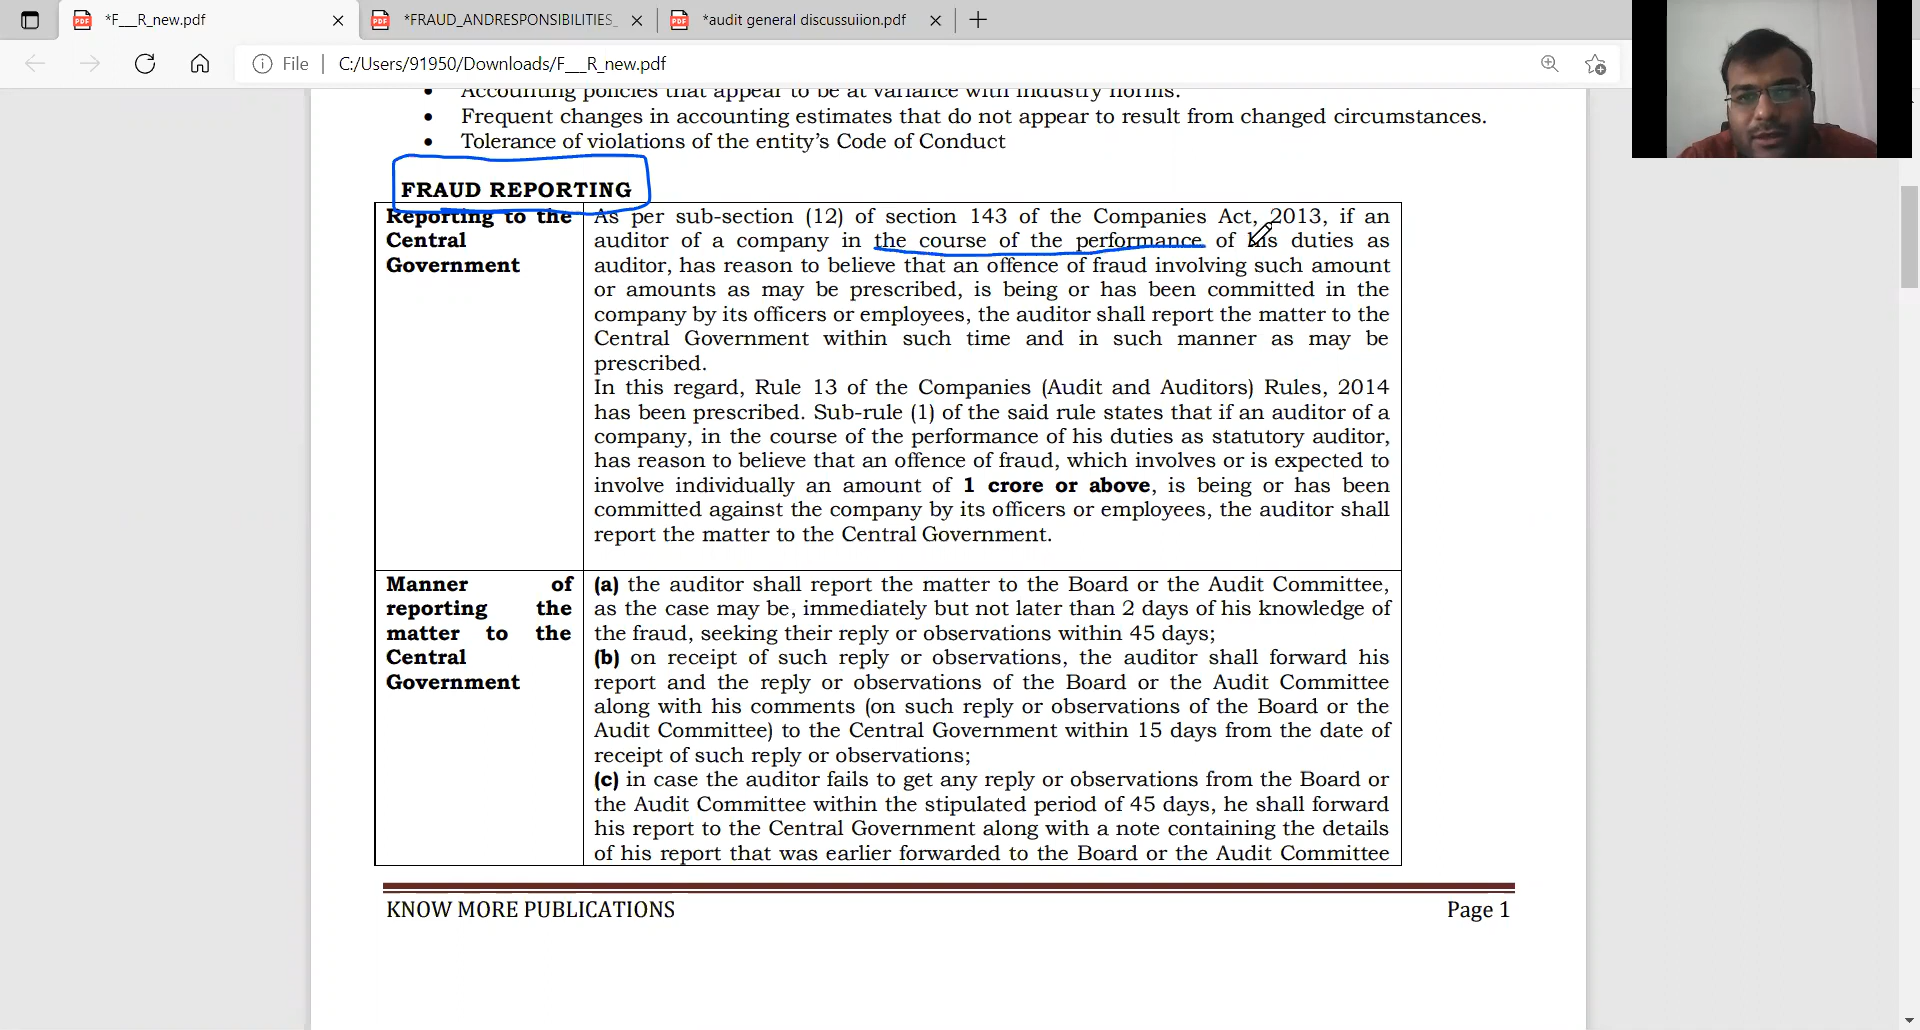 *F__R_new.pdf
*FRAUD_ANDRESPONSIBILITIES_
*audit general discussuiion.pdf
File
C:/Users/91950/Downloads/F__R_new.pdf
• Accounting policies that appear to be at variance with industry norms.
• Frequent changes in accounting estimates that do not appear to result from changed circumstances.
• Tolerance of violations of the entity’s Code of Conduct
FRAUD REPORTING
Reporting to the
Central
Government
As per sub-section (12) of section 143 of the Companies Act, 2013, if an
auditor of a company in the course of the performance of his duties as
auditor, has reason to believe that an offence of fraud involving such amount
or amounts as may be prescribed, is being or has been committed in the
company by its officers or employees, the auditor shall report the matter to the
Central Government within such time and in such manner as may be
prescribed.
In this regard, Rule 13 of the Companies (Audit and Auditors) Rules, 2014
has been prescribed. Sub-rule (1) of the said rule states that if an auditor of a
company, in the course of the performance of his duties as statutory auditor,
has reason to believe that an offence of fraud, which involves or is expected to
involve individually an amount of 1 crore or above, is being or has been
committed against the company by its officers or employees, the auditor shall
report the matter to the Central Government.
Manner of
reporting the
matter to the
Central
Government
(a) the auditor shall report the matter to the Board or the Audit Committee,
as the case may be, immediately but not later than 2 days of his knowledge of
the fraud, seeking their reply or observations within 45 days;
(b) on receipt of such reply or observations, the auditor shall forward his
report and the reply or observations of the Board or the Audit Committee
along with his comments (on such reply or observations of the Board or the
Audit Committee) to the Central Government within 15 days from the date of
receipt of such reply or observations;
(c) in case the auditor fails to get any reply or observations from the Board or
the Audit Committee within the stipulated period of 45 days, he shall forward
his report to the Central Government along with a note containing the details
of his report that was earlier forwarded to the Board or the Audit Committee
KNOW MORE PUBLICATIONS
Page 1